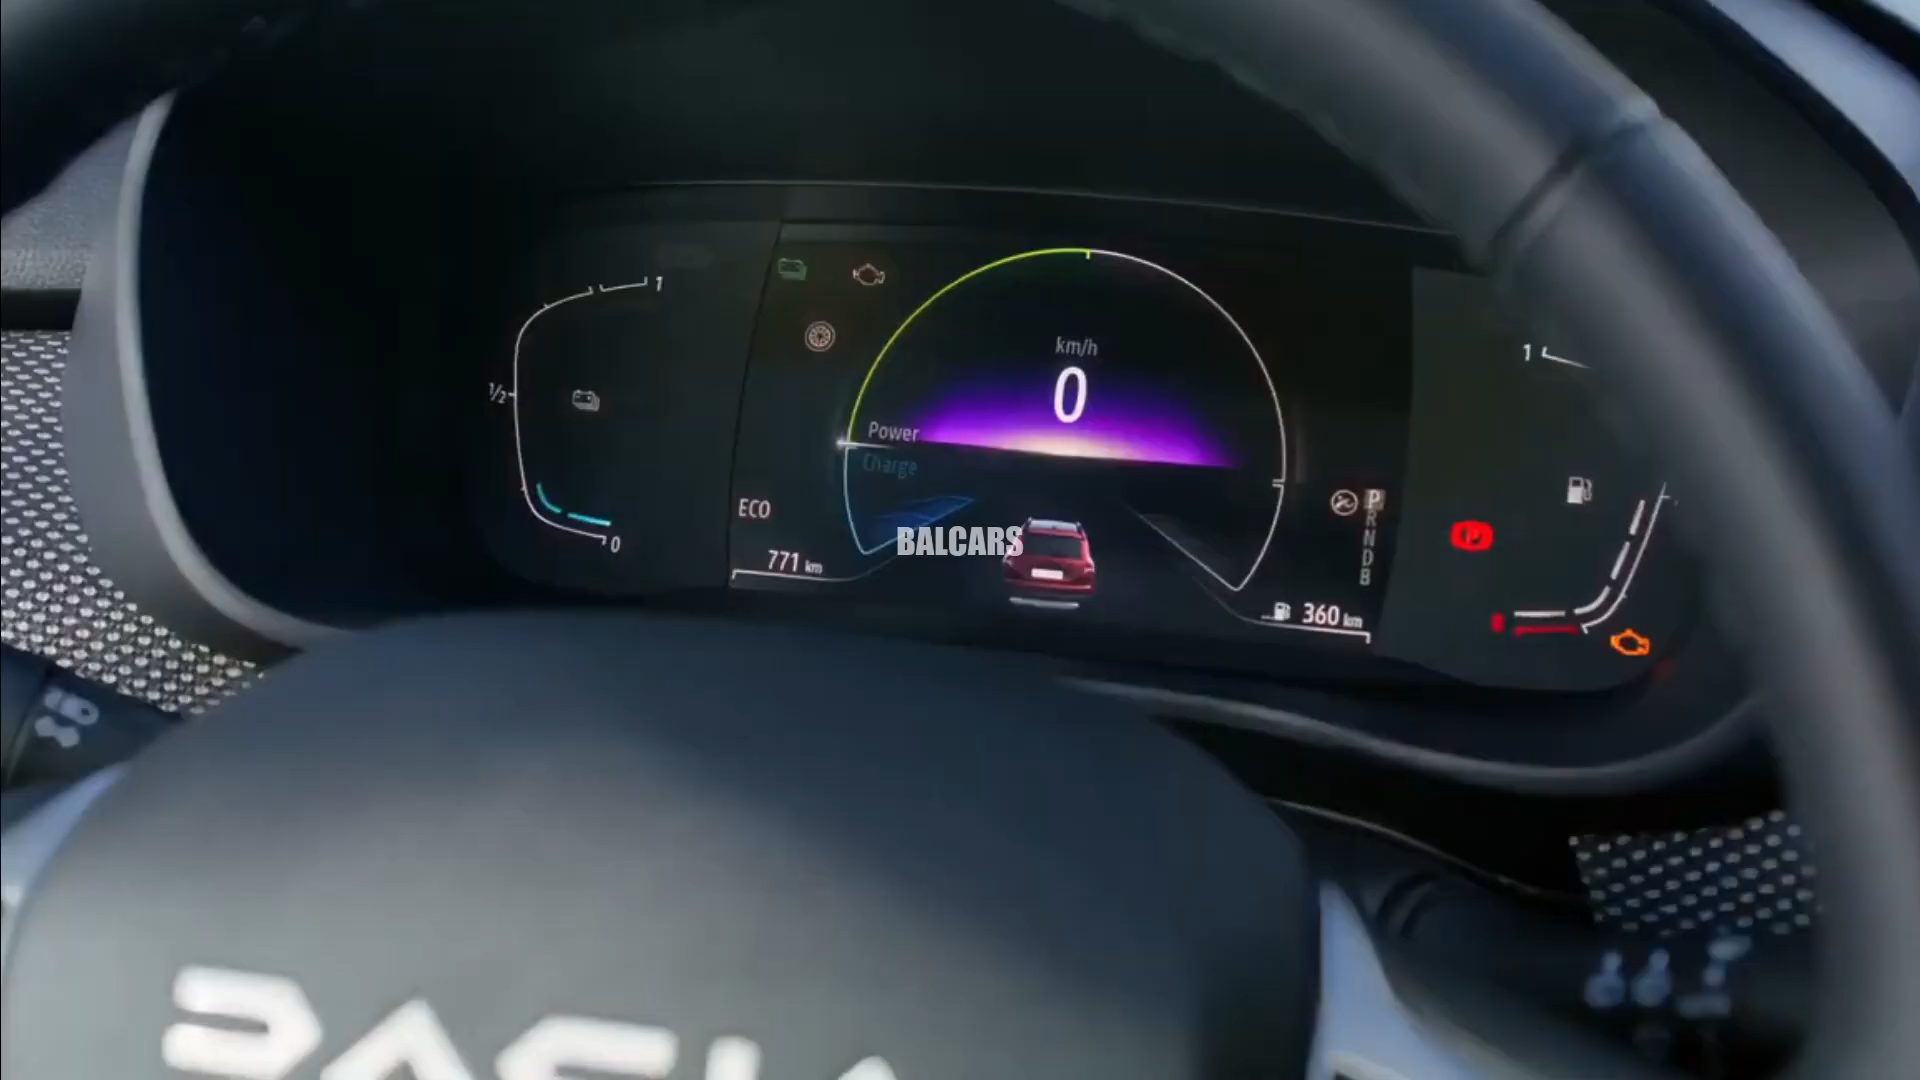 1
1/2
0
km/h
0
Power
Charge
ECO
771 km
BALCARS
P
R
N
D
B
360 km
1
P
DACIA